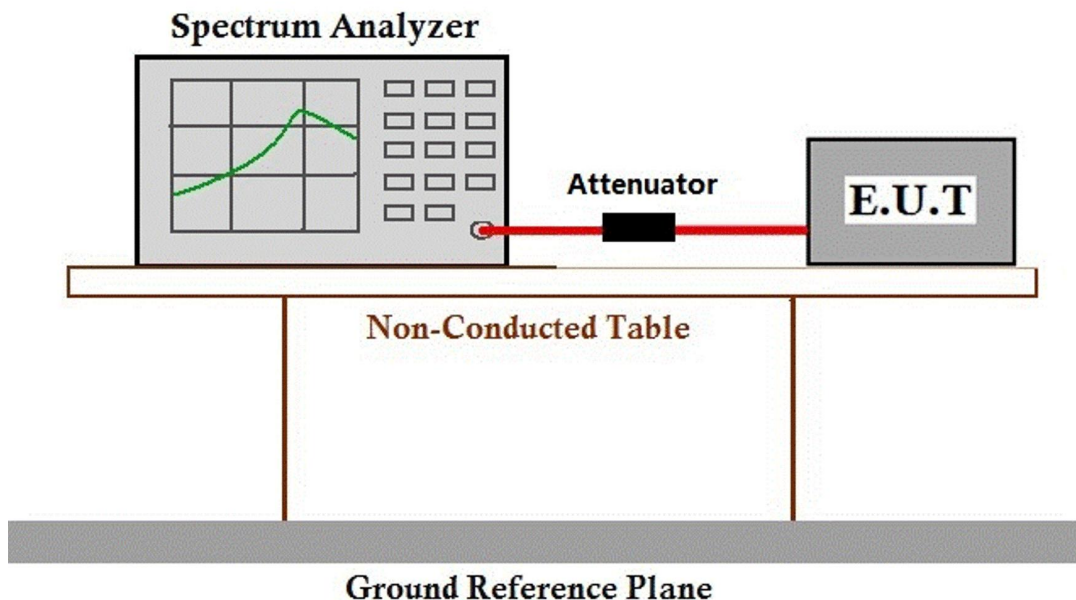 Spectrum Analyzer
Attenuator
E.U.T
Non-Conducted Table
Ground Reference Plane